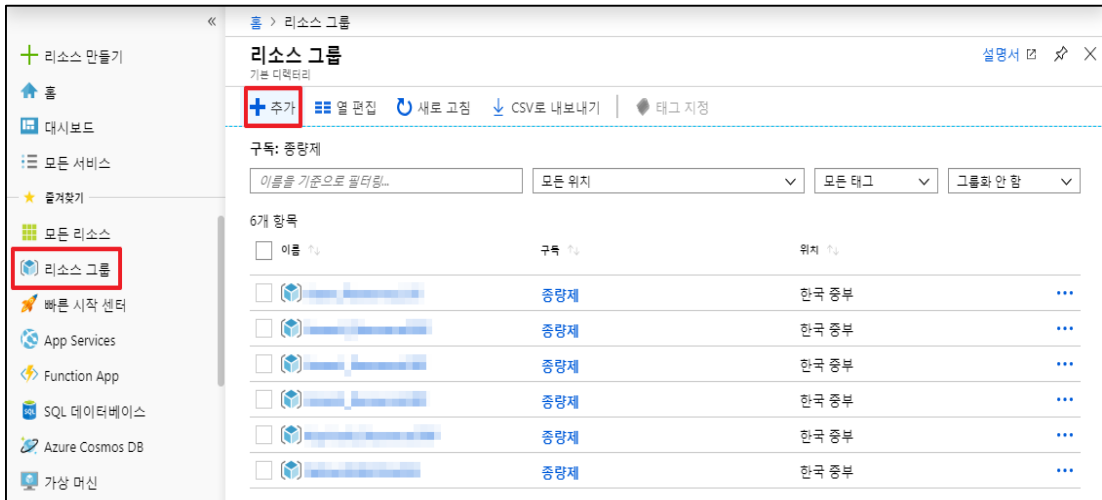 «
홈 > 리소스 그룹
리소스 만들기
홈
대시보드
모든 서비스
즐겨찾기
모든 리소스
리소스 그룹
빠른 시작 센터
App Services
Function App
SQL 데이터베이스
Azure Cosmos DB
가상 머신
리소스 그룹
기본 디렉터리
설명서
추가 열 편집 새로 고침 CSV로 내보내기 태그 지정
구독: 종량제
이름을 기준으로 필터링... 모든 위치 모든 태그 그룹화 안 함
6개 항목
이름 구독 위치
종량제 한국 중부
종량제 한국 중부
종량제 한국 중부
종량제 한국 중부
종량제 한국 중부
종량제 한국 중부